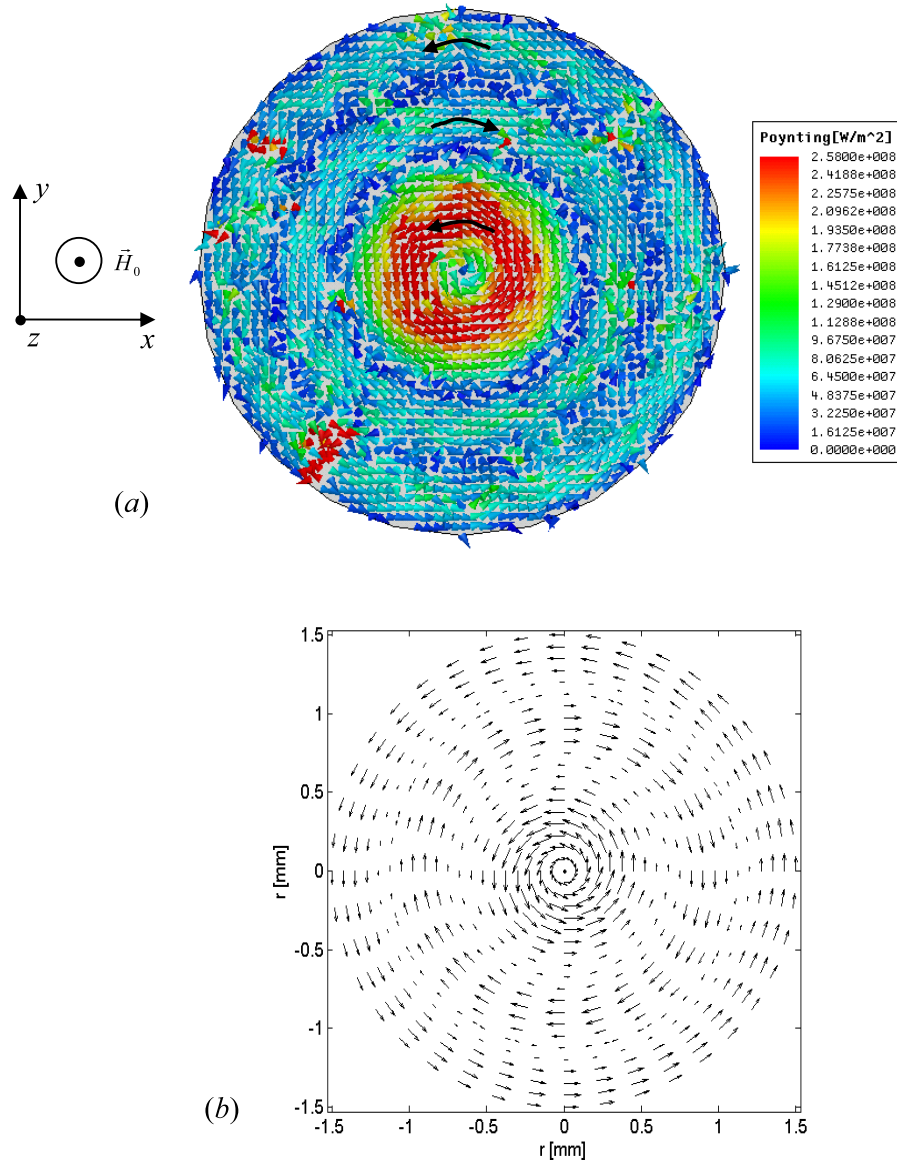 Poynting[W/m^2]
2.5800e+008
2.4188e+008
2.2575e+008
2.0962e+008
1.9350e+008
1.7738e+008
1.6125e+008
1.4512e+008
1.2900e+008
1.1288e+008
9.6750e+007
8.0625e+007
6.4500e+007
4.8375e+007
3.2250e+007
1.6125e+007
0.0000e+000
y
H⃗₀
z
x
(a)
1.5
1
0.5
0
-0.5
-1
-1.5
r [mm]
-1.5
-1
-0.5
0
0.5
1
1.5
r [mm]
(b)